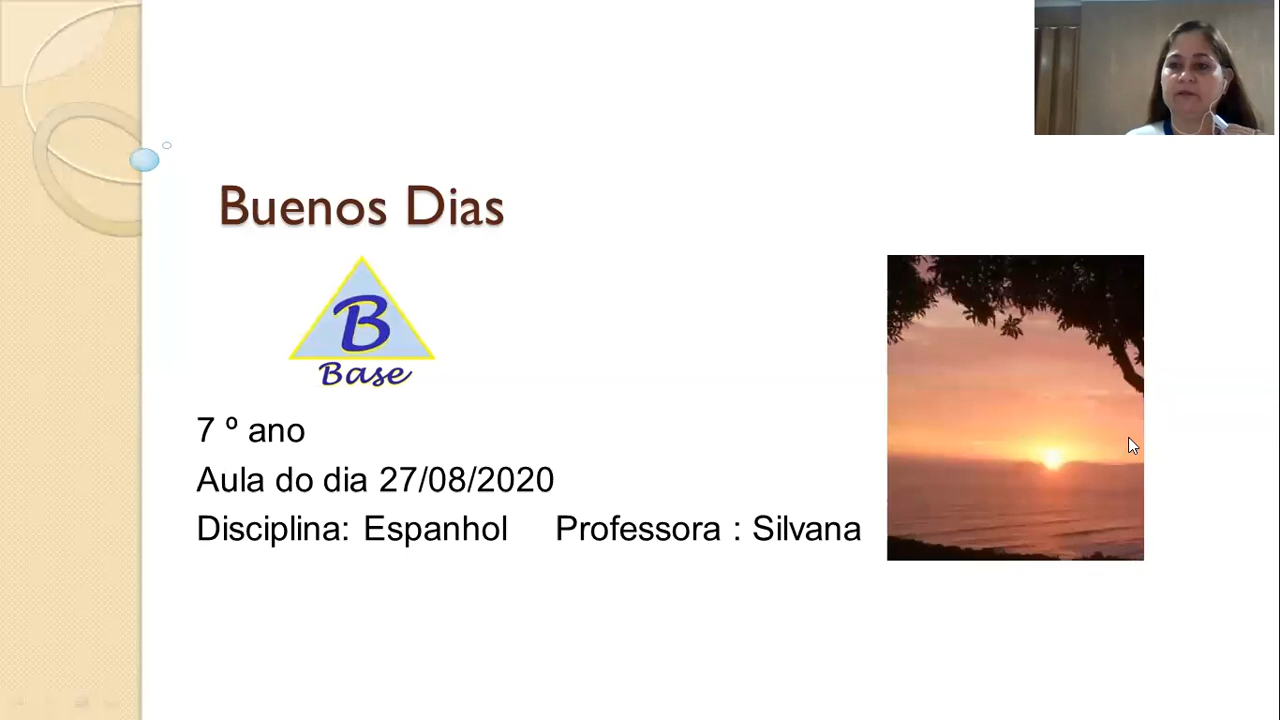 Buenos Dias
B
Base
7 º ano
Aula do dia 27/08/2020
Disciplina: Espanhol Professora : Silvana